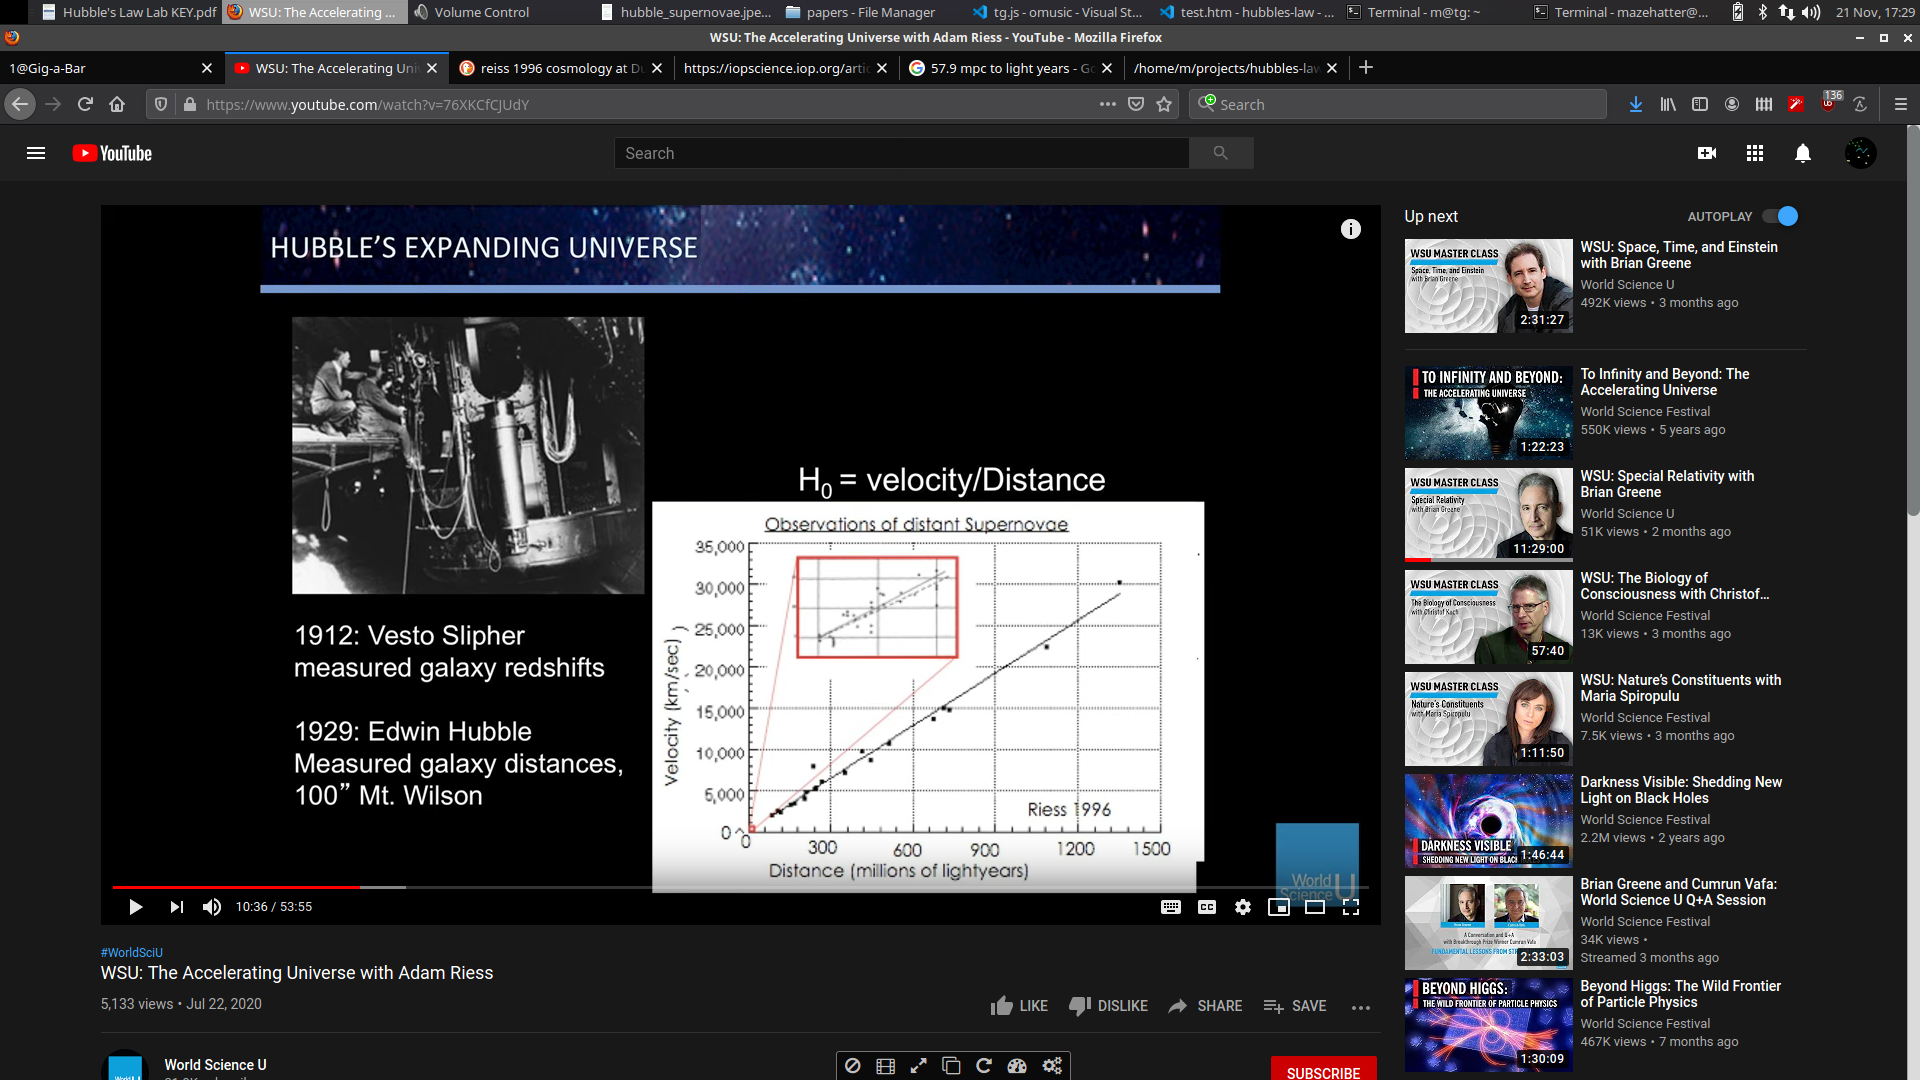 Hubble's Law Lab KEY.pdf
WSU: The Accelerating ...
Volume Control
hubble_supernovae.jpe...
papers - File Manager
tg.js - omusic - Visual St...
test.htm - hubbles-law - ...
Terminal - m@tg: ~
Terminal - mazehatter@...
21 Nov, 17:29
WSU: The Accelerating Universe with Adam Riess - YouTube - Mozilla Firefox
1@Gig-a-Bar
WSU: The Accelerating Uni
reiss 1996 cosmology at Du
https://iopscience.iop.org/artic
57.9 mpc to light years - Go
/home/m/projects/hubbles-law
https://www.youtube.com/watch?v=76XKCfCJUdY
Search
136
YouTube
Search
HUBBLE'S EXPANDING UNIVERSE
H0 = velocity/Distance
1912: Vesto Slipher
measured galaxy redshifts
1929: Edwin Hubble
Measured galaxy distances,
100” Mt. Wilson
Observations of distant Supernovae
35,000
30,000
25,000
20,000
15,000
10,000
5,000
0
Velocity (km/sec)
Riess 1996
0 300 600 900 1200 1500
Distance (millions of lightyears)
World
Science U
10:36 / 53:55
CC
#WorldSciU
WSU: The Accelerating Universe with Adam Riess
5,133 views • Jul 22, 2020
LIKE
DISLIKE
SHARE
SAVE
World Science U
SUBSCRIBE
Up next
AUTOPLAY
WSU MASTER CLASS
Space, Time, and Einstein
with Brian Greene
2:31:27
WSU: Space, Time, and Einstein
with Brian Greene
World Science U
492K views • 3 months ago
TO INFINITY AND BEYOND:
THE ACCELERATING UNIVERSE
1:22:23
To Infinity and Beyond: The
Accelerating Universe
World Science Festival
550K views • 5 years ago
WSU MASTER CLASS
Special Relativity
with Brian Greene
11:29:00
WSU: Special Relativity with
Brian Greene
World Science U
51K views • 2 months ago
WSU MASTER CLASS
The Biology of Consciousness
with Christof Koch
57:40
WSU: The Biology of
Consciousness with Christof...
World Science Festival
13K views • 3 months ago
WSU MASTER CLASS
Nature's Constituents
with Maria Spiropulu
1:11:50
WSU: Nature's Constituents with
Maria Spiropulu
World Science Festival
7.5K views • 3 months ago
DARKNESS VISIBLE:
SHEDDING NEW LIGHT ON BLACK HOLES
1:46:44
Darkness Visible: Shedding New
Light on Black Holes
World Science Festival
2.2M views • 2 years ago
A Conversation and Q+A
with Breakthrough Prize Winner Cumrun Vafa
2:33:03
Brian Greene and Cumrun Vafa:
World Science U Q+A Session
World Science Festival
34K views •
Streamed 3 months ago
BEYOND HIGGS:
THE WILD FRONTIER OF PARTICLE PHYSICS
1:30:09
Beyond Higgs: The Wild Frontier
of Particle Physics
World Science Festival
467K views • 7 months ago